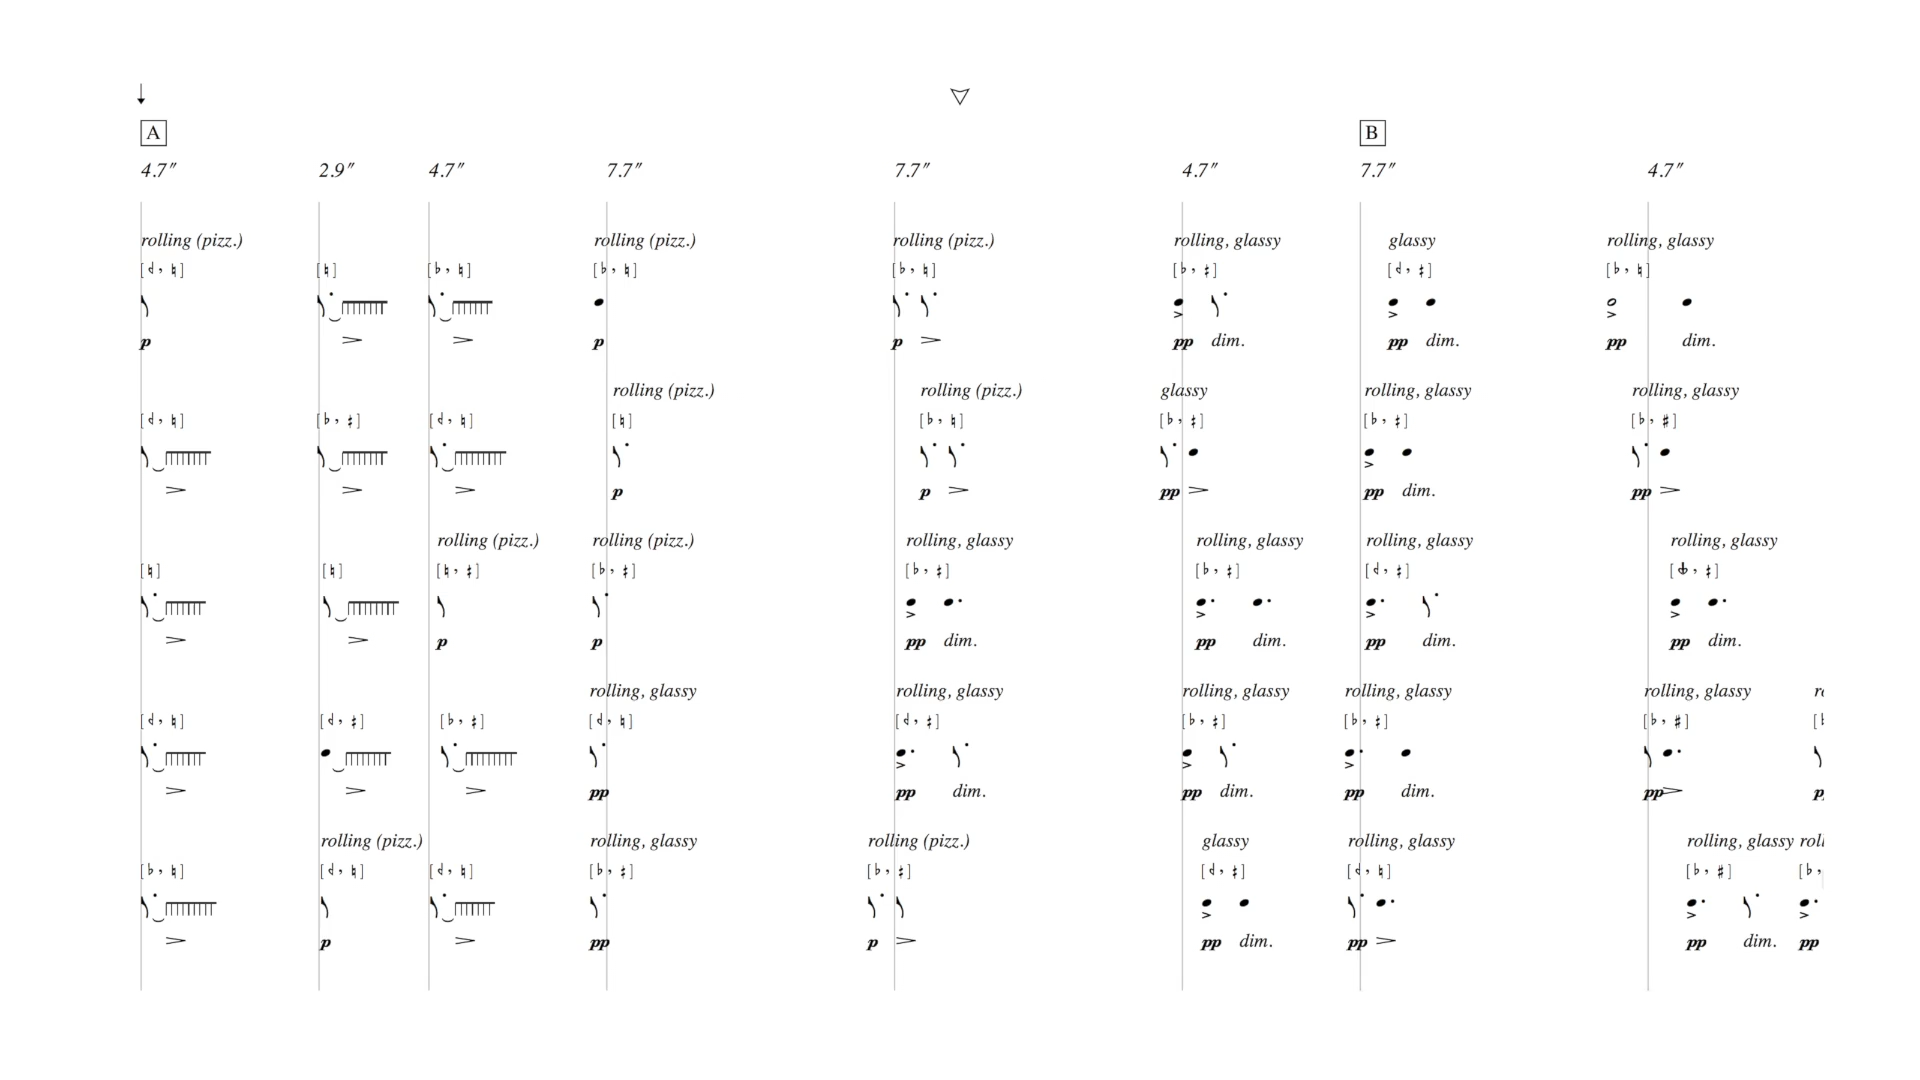 A B
4.7″ 2.9″ 4.7″ 7.7″ 7.7″ 4.7″ 7.7″ 4.7″
rolling (pizz.) rolling (pizz.) rolling (pizz.) rolling, glassy glassy rolling, glassy
p p p pp dim. pp dim. pp dim.
rolling (pizz.) rolling (pizz.) glassy rolling, glassy rolling, glassy
p p pp pp dim. pp
rolling (pizz.) rolling (pizz.) rolling, glassy rolling, glassy rolling, glassy rolling, glassy
p p pp dim. pp dim. pp dim. pp dim.
rolling, glassy rolling, glassy rolling, glassy rolling, glassy rolling, glassy
pp pp dim. pp dim. pp dim. pp
rolling (pizz.) rolling, glassy rolling (pizz.) glassy rolling, glassy rolling, glassy
p pp p pp dim. pp pp dim. pp